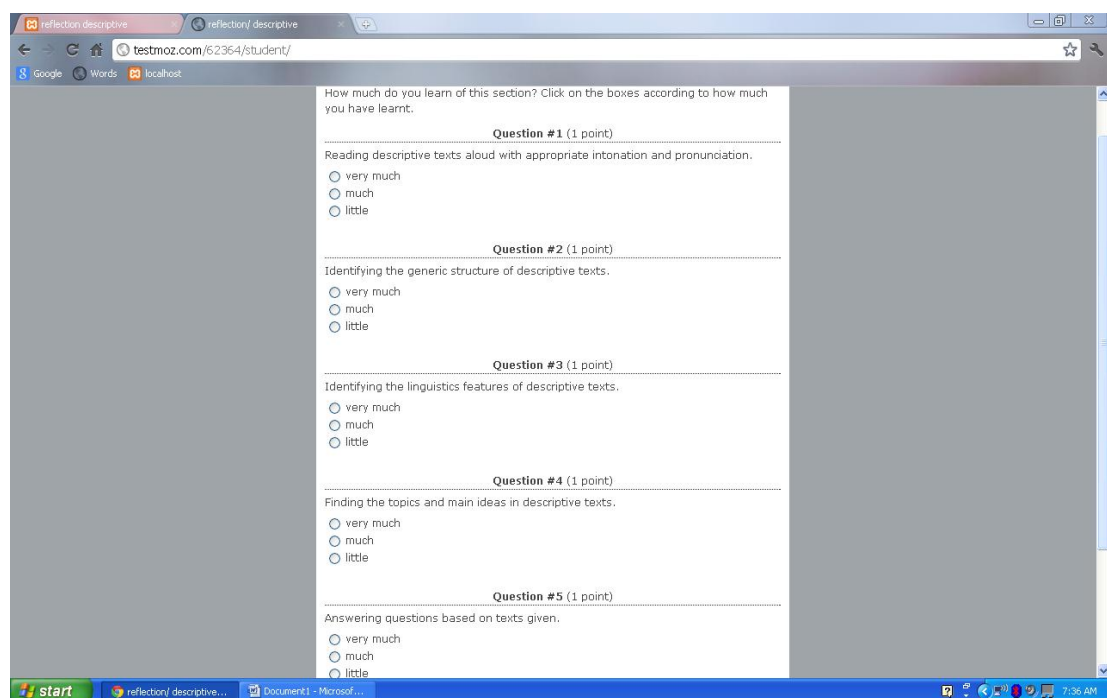 reflection descriptive
reflection/ descriptive
testmoz.com/62364/student/
Google Words localhost
How much do you learn of this section? Click on the boxes according to how much
you have learnt.
Question #1 (1 point)
Reading descriptive texts aloud with appropriate intonation and pronunciation.
very much
much
little
Question #2 (1 point)
Identifying the generic structure of descriptive texts.
very much
much
little
Question #3 (1 point)
Identifying the linguistics features of descriptive texts.
very much
much
little
Question #4 (1 point)
Finding the topics and main ideas in descriptive texts.
very much
much
little
Question #5 (1 point)
Answering questions based on texts given.
very much
much
little
start reflection/ descriptive... Document1 - Microsof... 7:36 AM